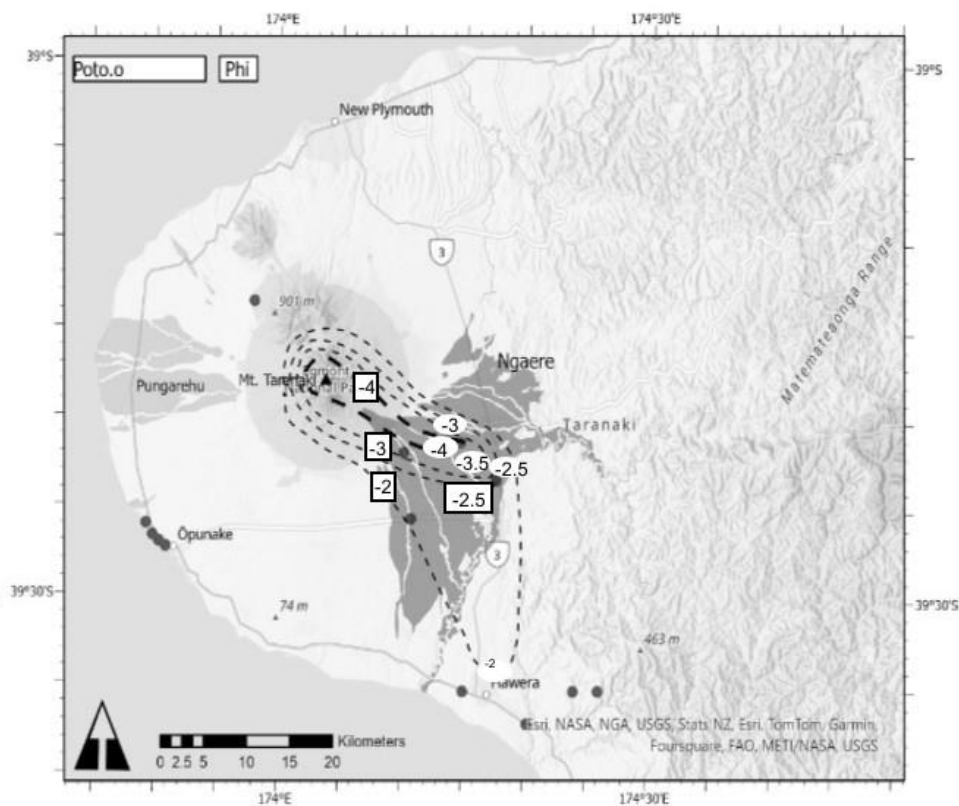 174°E 174°30'E
39°S 39°S
Poto.o Phi
New Plymouth
3
901 m
Matemateaonga Range
Ngaere
Pungarehu
Mt. Taranaki
-4
Taranaki
-3
-3
-4
-3.5
-2.5
-2
-2.5
Ōpunake
3
39°30'S 39°30'S
74 m
463 m
-2
Hawera
Esri, NASA, NGA, USGS, Stats NZ, Esri, TomTom, Garmin,
Foursquare, FAO, METI/NASA, USGS
Kilometers
0 2.5 5 10 15 20
174°E 174°30'E